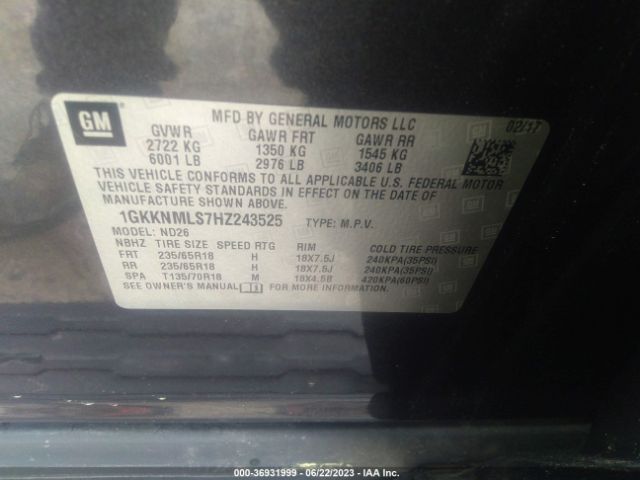 GM
MFD BY GENERAL MOTORS LLC 02/17
GVWR GAWR FRT GAWR RR
2722 KG 1350 KG 1545 KG
6001 LB 2976 LB 3406 LB
THIS VEHICLE CONFORMS TO ALL APPLICABLE U.S. FEDERAL MOTOR
VEHICLE SAFETY STANDARDS IN EFFECT ON THE DATE OF
MANUFACTURE SHOWN ABOVE.
1GKKNMLS7HZ243525 TYPE: M.P.V.
MODEL: ND26
NBHZ TIRE SIZE SPEED RTG RIM COLD TIRE PRESSURE
FRT 235/65R18 H 18X7.5J 240KPA(35PSI)
RR 235/65R18 H 18X7.5J 240KPA(35PSI)
SPA T135/70R18 M 18X4.5B 420KPA(60PSI)
SEE OWNER'S MANUAL FOR MORE INFORMATION.
© - 36931999 - 06/22/2023 - IAA Inc.